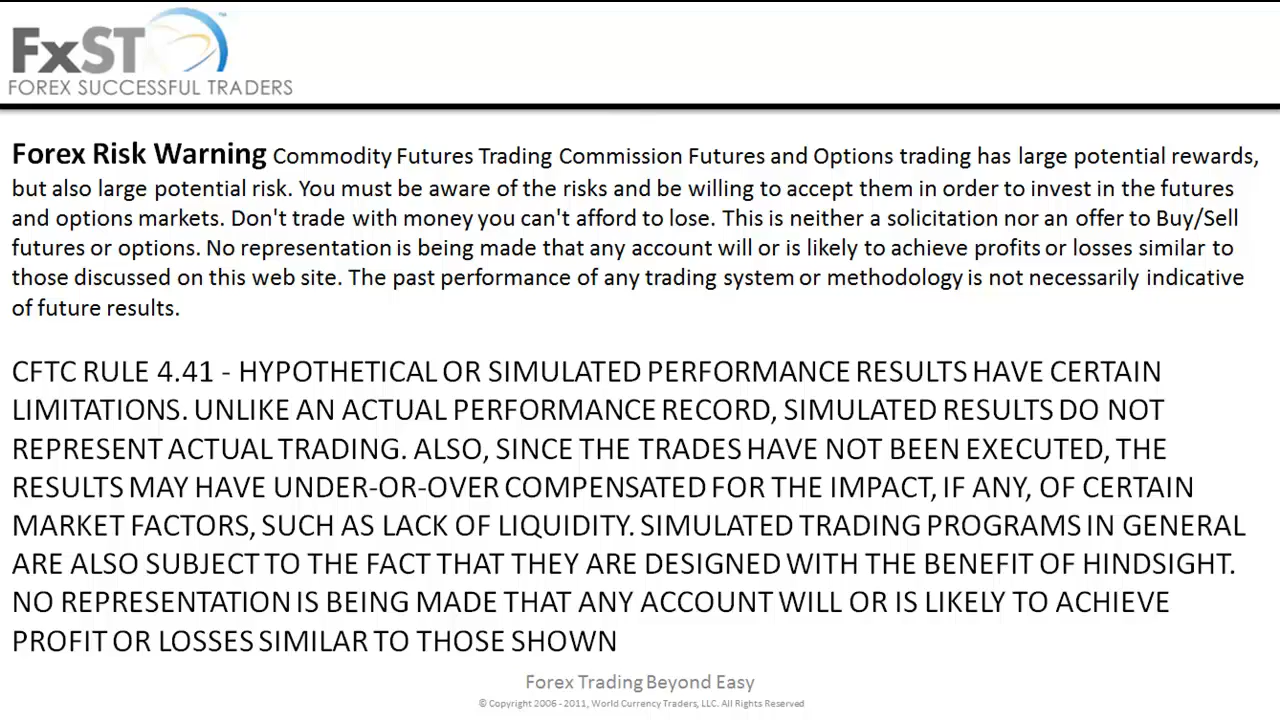 FxST™
FOREX SUCCESSFUL TRADERS
Forex Risk Warning Commodity Futures Trading Commission Futures and Options trading has large potential rewards,
but also large potential risk. You must be aware of the risks and be willing to accept them in order to invest in the futures
and options markets. Don't trade with money you can't afford to lose. This is neither a solicitation nor an offer to Buy/Sell
futures or options. No representation is being made that any account will or is likely to achieve profits or losses similar to
those discussed on this web site. The past performance of any trading system or methodology is not necessarily indicative
of future results.
CFTC RULE 4.41 - HYPOTHETICAL OR SIMULATED PERFORMANCE RESULTS HAVE CERTAIN
LIMITATIONS. UNLIKE AN ACTUAL PERFORMANCE RECORD, SIMULATED RESULTS DO NOT
REPRESENT ACTUAL TRADING. ALSO, SINCE THE TRADES HAVE NOT BEEN EXECUTED, THE
RESULTS MAY HAVE UNDER-OR-OVER COMPENSATED FOR THE IMPACT, IF ANY, OF CERTAIN
MARKET FACTORS, SUCH AS LACK OF LIQUIDITY. SIMULATED TRADING PROGRAMS IN GENERAL
ARE ALSO SUBJECT TO THE FACT THAT THEY ARE DESIGNED WITH THE BENEFIT OF HINDSIGHT.
NO REPRESENTATION IS BEING MADE THAT ANY ACCOUNT WILL OR IS LIKELY TO ACHIEVE
PROFIT OR LOSSES SIMILAR TO THOSE SHOWN
Forex Trading Beyond Easy
© Copyright 2006 - 2011, World Currency Traders, LLC. All Rights Reserved